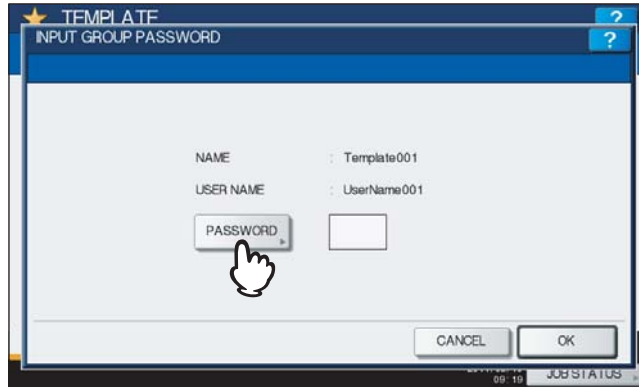 TEMPLATE
?
INPUT GROUP PASSWORD
?
NAME : Template001
USER NAME : UserName001
PASSWORD
CANCEL
OK
09:19
JOB STATUS